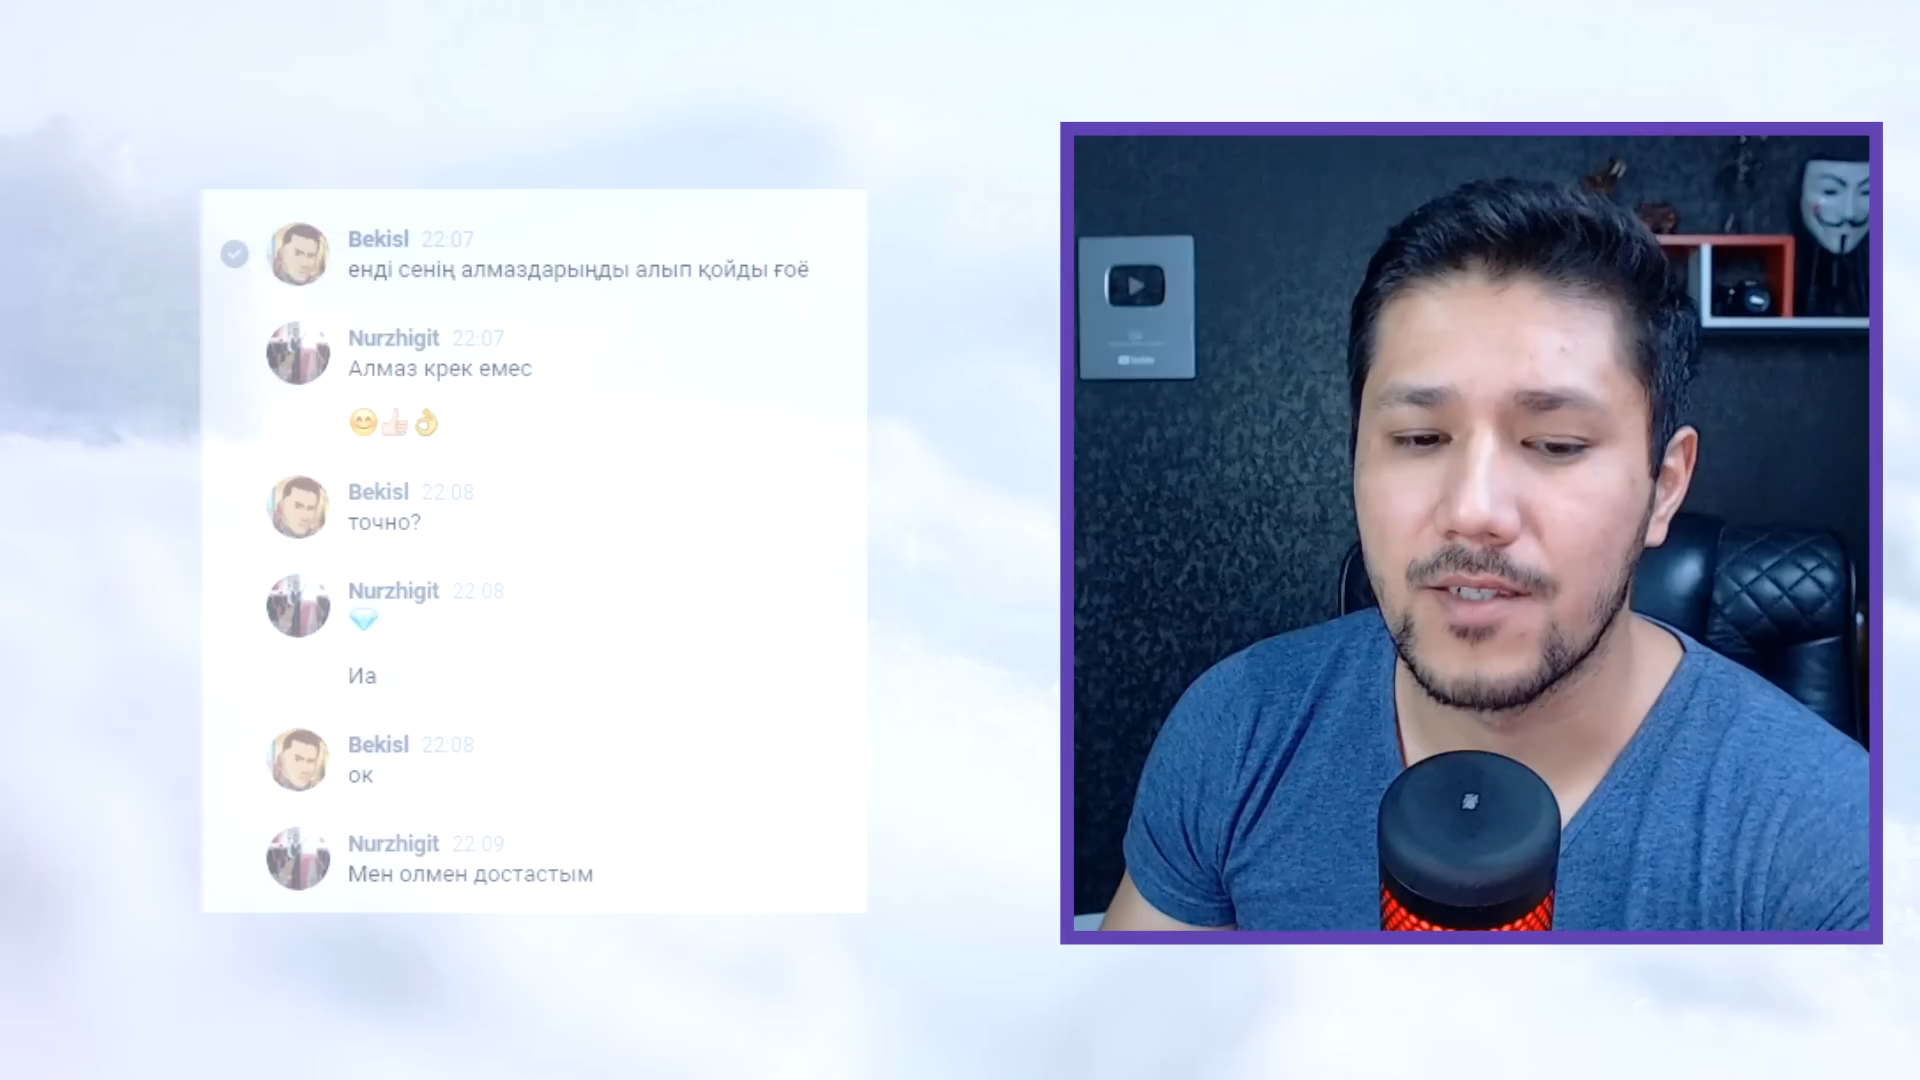 Bekisl 22:07
енді сенің алмаздарыңды алып қойды ғоё
Nurzhigit 22:07
Алмаз крек емес
😊👍👌
Bekisl 22:08
точно?
Nurzhigit 22:08
💎
Иа
Bekisl 22:08
ок
Nurzhigit 22:09
Мен олмен достастым